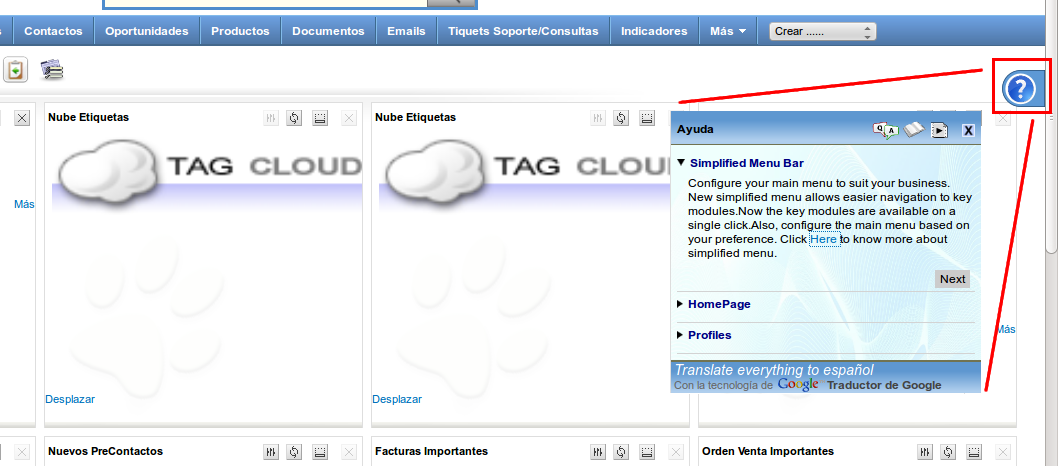 Contactos Oportunidades Productos Documentos Emails Tiquets Soporte/Consultas Indicadores Más Crear ......
Nube Etiquetas
Nube Etiquetas
TAG CLOUD
TAG CLOUD
Más
Desplazar
Desplazar
Ayuda
Q A
X
Simplified Menu Bar
Configure your main menu to suit your business.
New simplified menu allows easier navigation to key
modules.Now the key modules are available on a
single click.Also, configure the main menu based on
your preference. Click Here to know more about
simplified menu.
Next
HomePage
Profiles
Translate everything to español
Con la tecnología de Google Traductor de Google
?
Más
Nuevos PreContactos
Facturas Importantes
Orden Venta Importantes